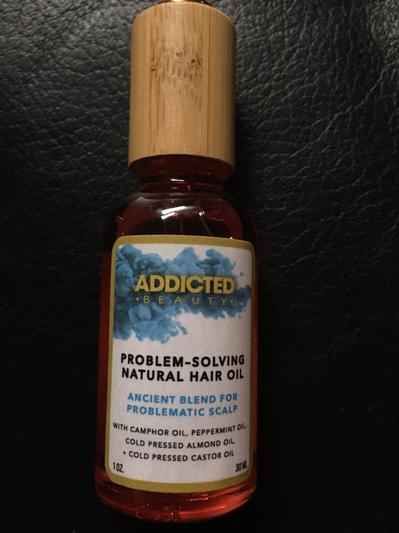 ADDICTED
•BEAUTY•
PROBLEM-SOLVING
NATURAL HAIR OIL
ANCIENT BLEND FOR
PROBLEMATIC SCALP
WITH CAMPHOR OIL, PEPPERMINT OIL,
COLD PRESSED ALMOND OIL,
+ COLD PRESSED CASTOR OIL
1 OZ. 30 ML